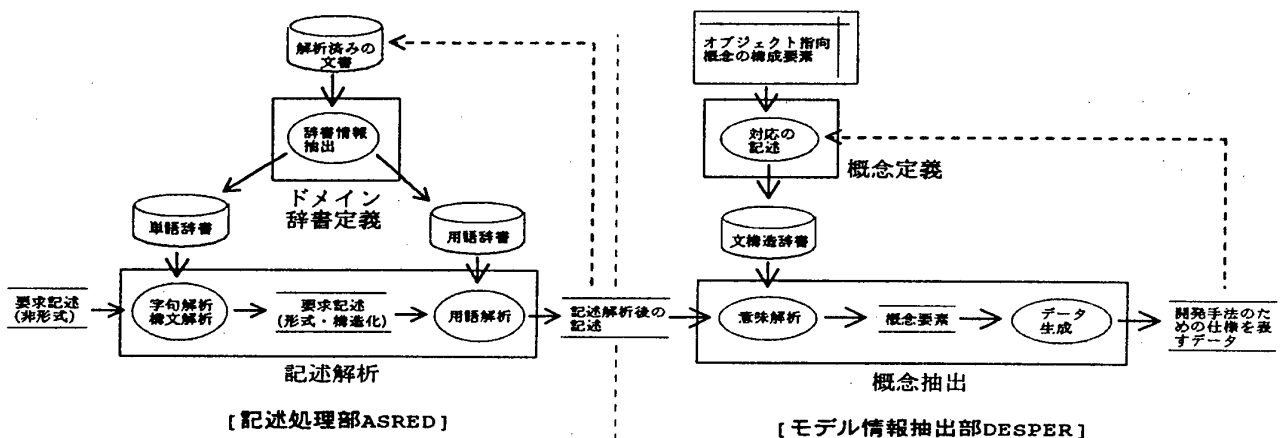 解析済みの
文書
辞書情報
抽出
ドメイン
辞書定義
単語辞書
用語辞書
要求記述
(非形式)
字句解析
構文解析
要求記述
(形式・構造化)
用語解析
記述解析
記述解析後の
記述
[記述処理部ASRED]
オブジェクト指向
概念の構成要素
対応の
記述
概念定義
文構造辞書
意味解析
概念要素
データ
生成
概念抽出
開発手法のた
めの仕様を表
すデータ
[モデル情報抽出部DESPER]